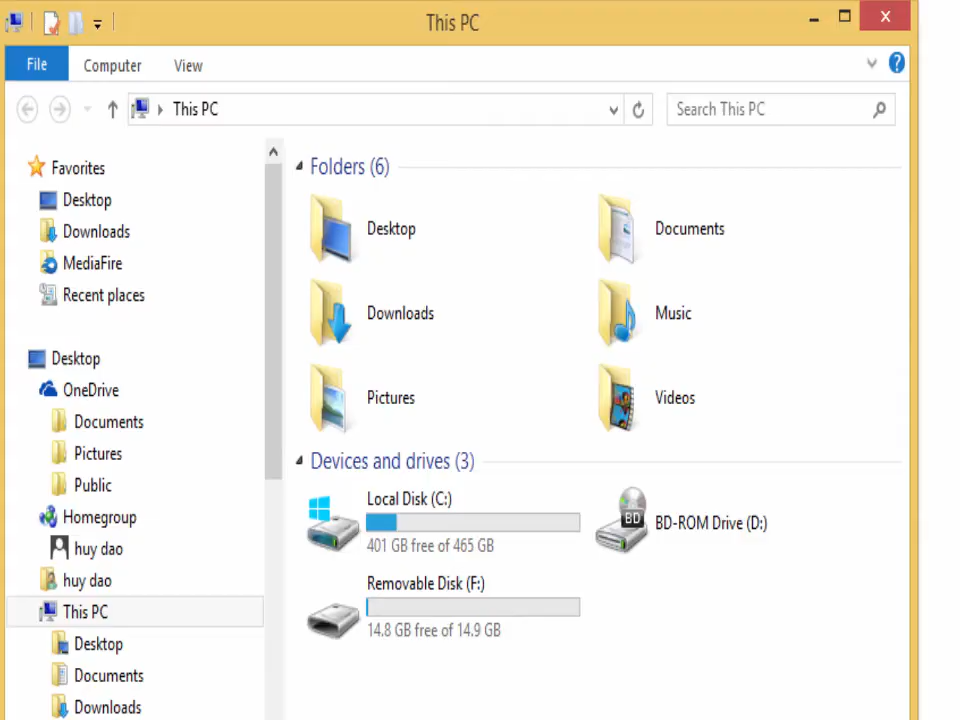 This PC
File
Computer
View
?
This PC
Search This PC
Favorites
Desktop
Downloads
MediaFire
Recent places
Desktop
OneDrive
Documents
Pictures
Public
Homegroup
huy dao
huy dao
This PC
Desktop
Documents
Downloads
Folders (6)
Desktop
Documents
Downloads
Music
Pictures
Videos
Devices and drives (3)
Local Disk (C:)
401 GB free of 465 GB
BD
BD-ROM Drive (D:)
Removable Disk (F:)
14.8 GB free of 14.9 GB